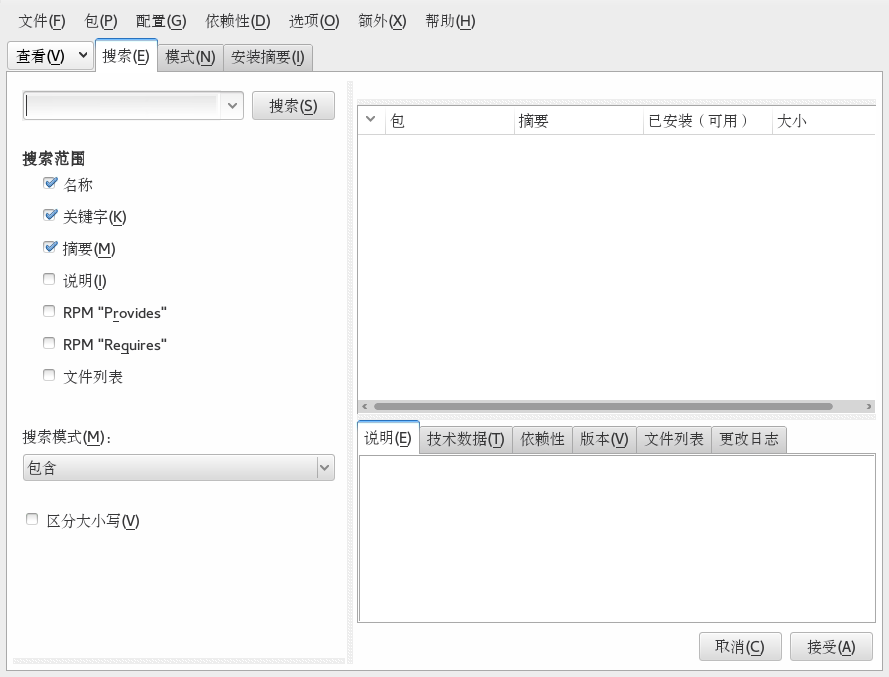 文件(F) 包(P) 配置(G) 依赖性(D) 选项(O) 额外(X) 帮助(H)
查看(V) 搜索(E) 模式(N) 安装摘要(I)
搜索(S)
搜索范围
名称
关键字(K)
摘要(M)
说明(I)
RPM "Provides"
RPM "Requires"
文件列表
搜索模式(M)：
包含
区分大小写(V)
包 摘要 已安装（可用） 大小
说明(E) 技术数据(T) 依赖性 版本(V) 文件列表 更改日志
取消(C) 接受(A)